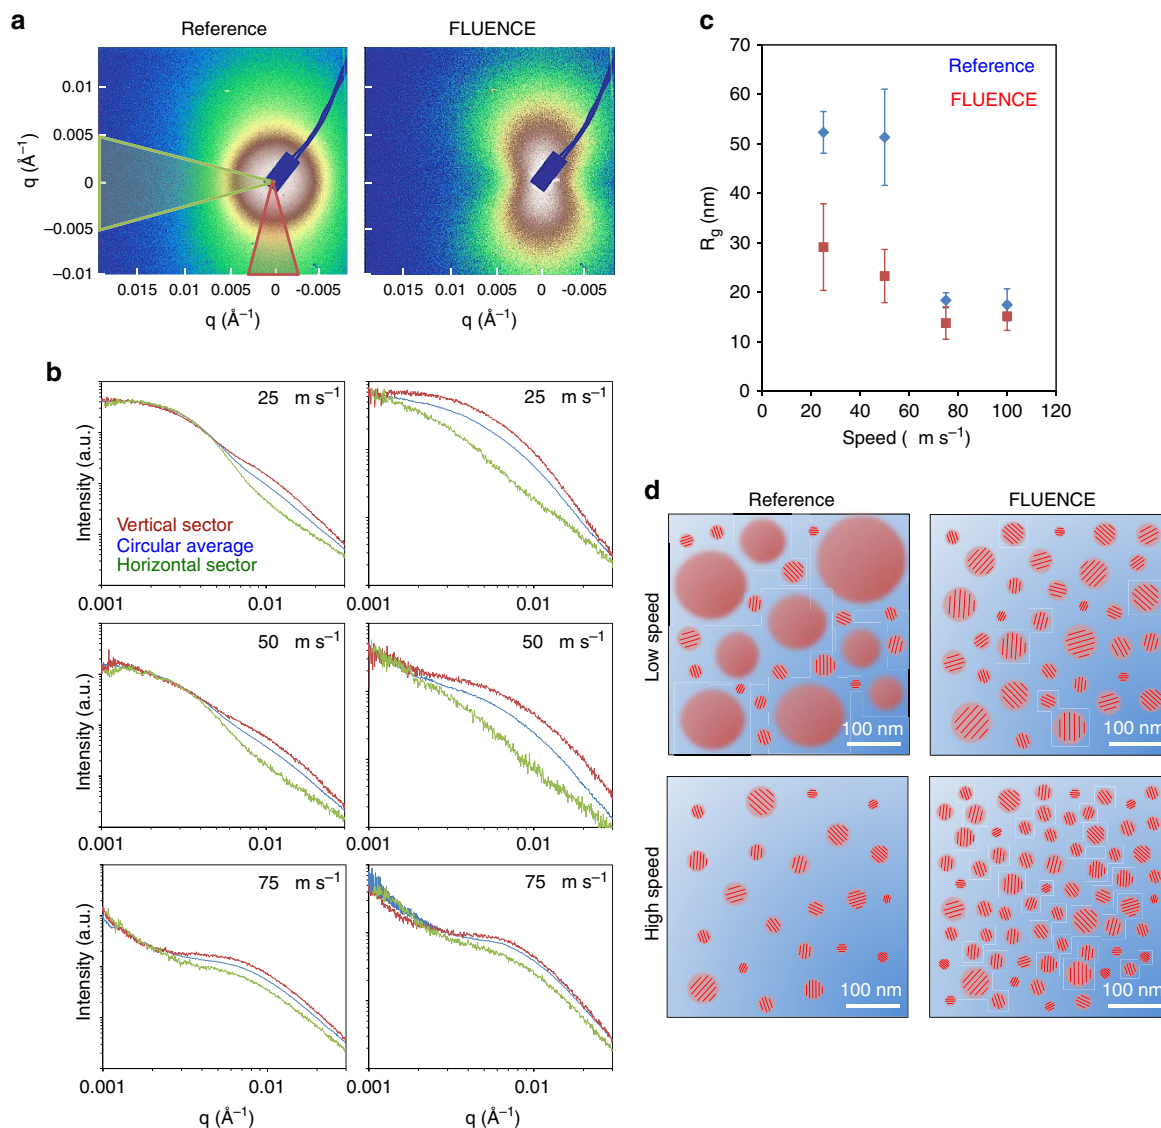 a
Reference
FLUENCE
q (Å⁻¹)
0.01
0.005
0
−0.005
−0.01
0.015 0.01 0.005 0 -0.005
0.015 0.01 0.005 0 -0.005
q (Å⁻¹)
q (Å⁻¹)
b
Intensity (a.u.)
25 m s⁻¹
Vertical sector
Circular average
Horizontal sector
0.001 0.01
25 m s⁻¹
0.001 0.01
Intensity (a.u.)
50 m s⁻¹
0.001 0.01
50 m s⁻¹
0.001 0.01
Intensity (a.u.)
75 m s⁻¹
0.001 0.01
75 m s⁻¹
0.001 0.01
q (Å⁻¹)
q (Å⁻¹)
c
Rg (nm)
70
60
50
40
30
20
10
0
Reference
FLUENCE
0 20 40 60 80 100 120
Speed ( m s⁻¹)
d
Reference
FLUENCE
Low speed
100 nm
100 nm
High speed
100 nm
100 nm